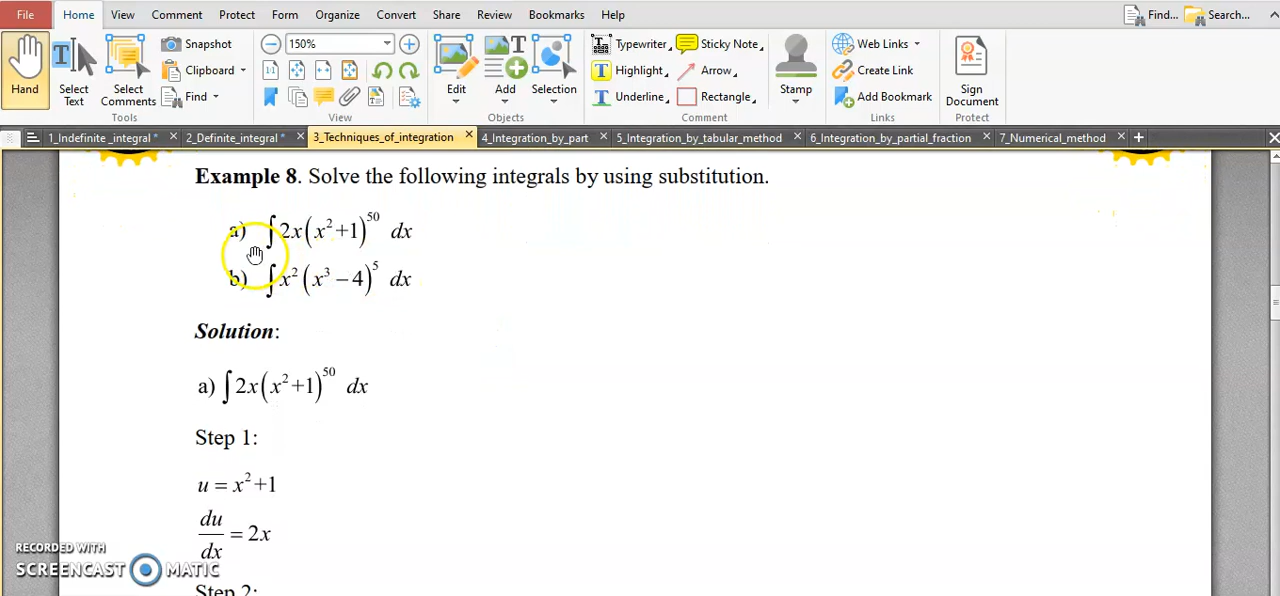 File Home View Comment Protect Form Organize Convert Share Review Bookmarks Help Find... Search...
150%
Snapshot Typewriter Sticky Note Web Links
Clipboard Highlight Arrow Create Link
Find Underline Rectangle Add Bookmark
Hand Select Text Select Comments Edit Add Selection Stamp Sign Document
Tools View Objects Comment Links Protect
1_Indefinite_integral * 2_Definite_integral * 3_Techniques_of_integration 4_Integration_by_part 5_Integration_by_tabular_method 6_Integration_by_partial_fraction 7_Numerical_method
Example 8. Solve the following integrals by using substitution.
a) ∫2x(x²+1)⁵⁰ dx
b) ∫x²(x³−4)⁵ dx
Solution:
a) ∫2x(x²+1)⁵⁰ dx
Step 1:
u = x²+1
du/dx = 2x
RECORDED WITH
SCREENCAST MATIC
Step 2: